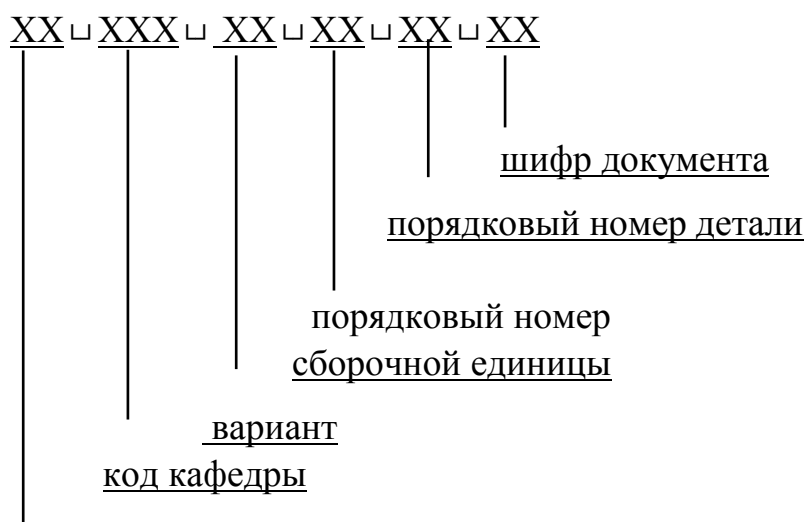 XX ⊔ XXX ⊔ XX ⊔ XX ⊔ XX ⊔ XX
шифр документа
порядковый номер детали
порядковый номер
сборочной единицы
вариант
код кафедры